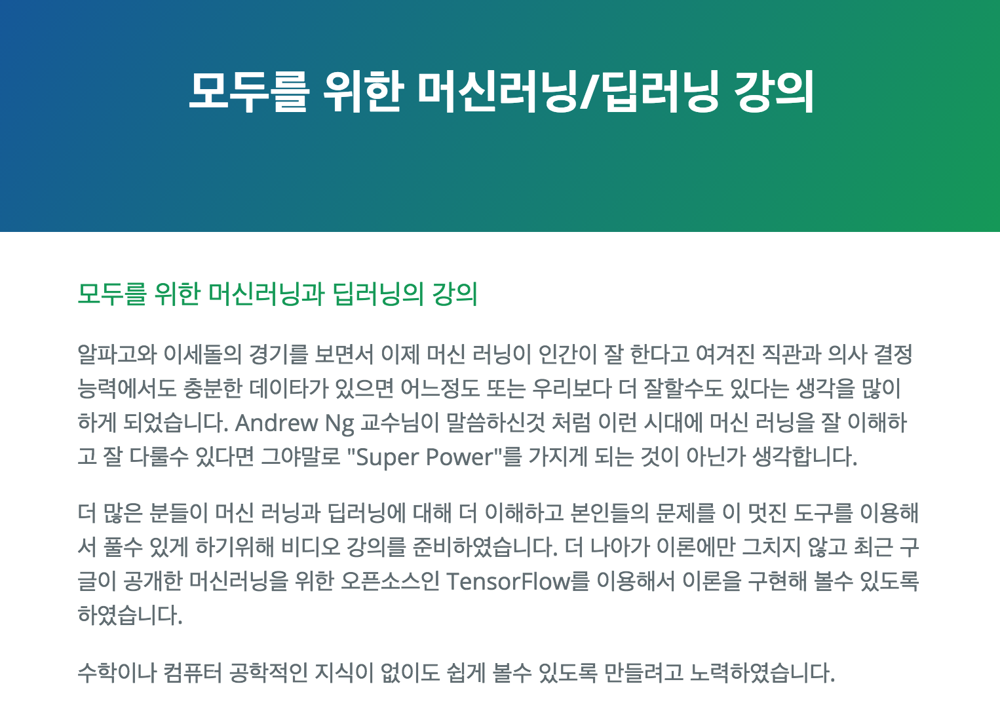 모두를 위한 머신러닝/딥러닝 강의
모두를 위한 머신러닝과 딥러닝의 강의
알파고와 이세돌의 경기를 보면서 이제 머신 러닝이 인간이 잘 한다고 여겨진 직관과 의사 결정
능력에서도 충분한 데이타가 있으면 어느정도 또는 우리보다 더 잘할수도 있다는 생각을 많이
하게 되었습니다. Andrew Ng 교수님이 말씀하신것 처럼 이런 시대에 머신 러닝을 잘 이해하
고 잘 다룰수 있다면 그야말로 "Super Power"를 가지게 되는 것이 아닌가 생각합니다.
더 많은 분들이 머신 러닝과 딥러닝에 대해 더 이해하고 본인들의 문제를 이 멋진 도구를 이용해
서 풀수 있게 하기위해 비디오 강의를 준비하였습니다. 더 나아가 이론에만 그치지 않고 최근 구
글이 공개한 머신러닝을 위한 오픈소스인 TensorFlow를 이용해서 이론을 구현해 볼수 있도록
하였습니다.
수학이나 컴퓨터 공학적인 지식이 없이도 쉽게 볼수 있도록 만들려고 노력하였습니다.